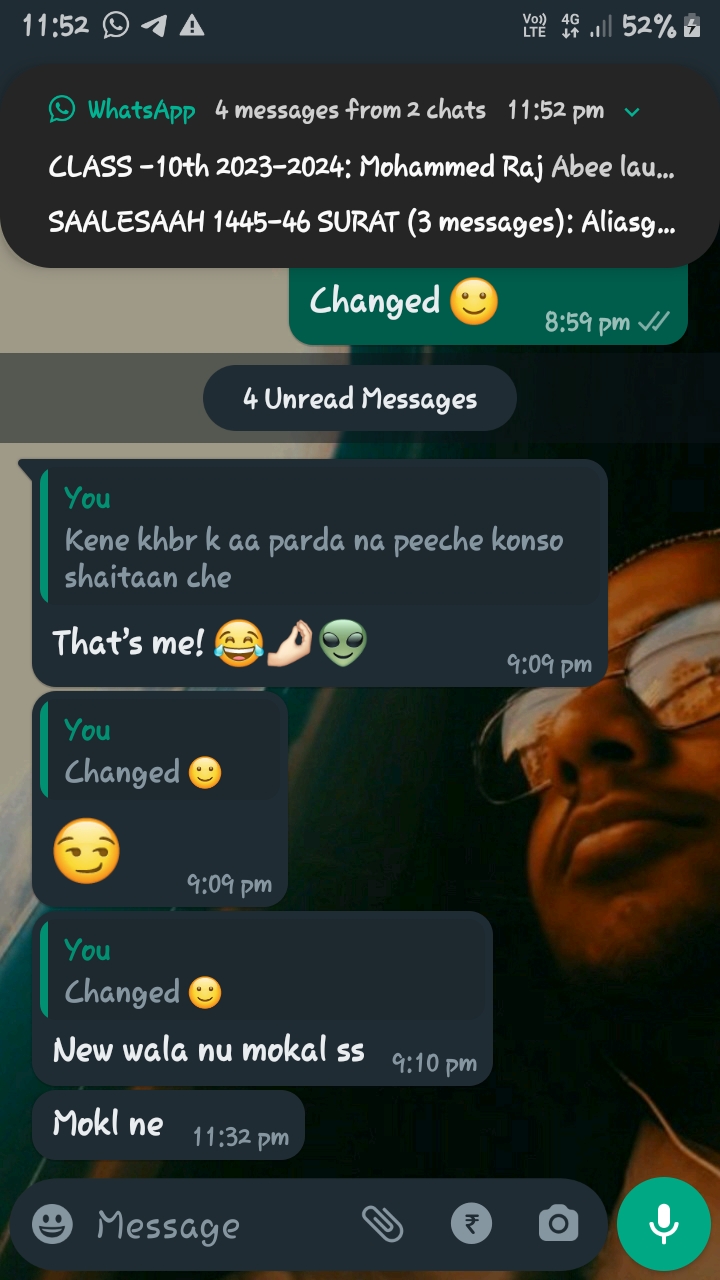 11:52 Vo)) LTE 4G 52%
WhatsApp 4 messages from 2 chats 11:52 pm
CLASS -10th 2023-2024: Mohammed Raj Abee lau...
SAALESAAH 1445-46 SURAT (3 messages): Aliasg...
Changed 🙂 8:59 pm
4 Unread Messages
You
Kene khbr k aa parda na peeche konso
shaitaan che
That's me! 😂🤌🏻👽 9:09 pm
You
Changed 🙂
😏 9:09 pm
You
Changed 🙂
New wala nu mokal ss 9:10 pm
Mokl ne 11:32 pm
Message ₹